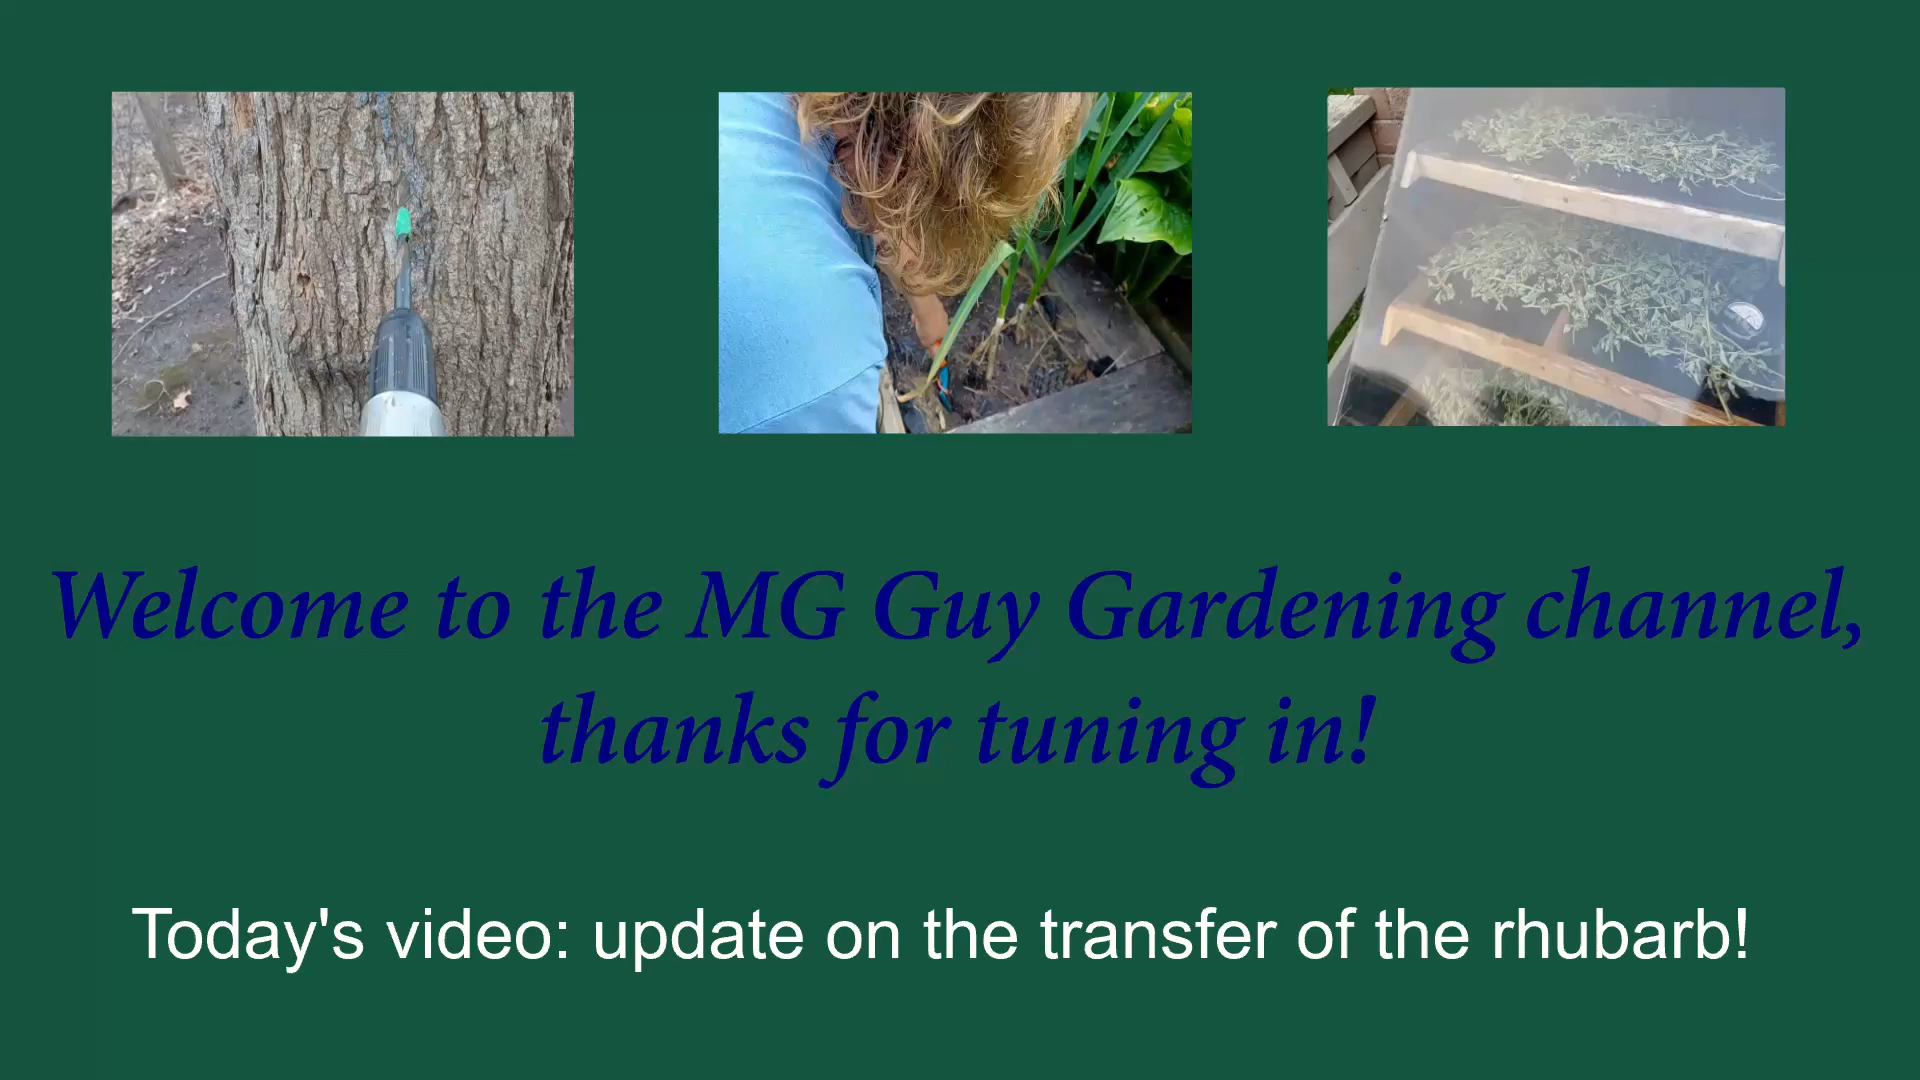 Welcome to the MG Guy Gardening channel,
thanks for tuning in!
Today's video: update on the transfer of the rhubarb!